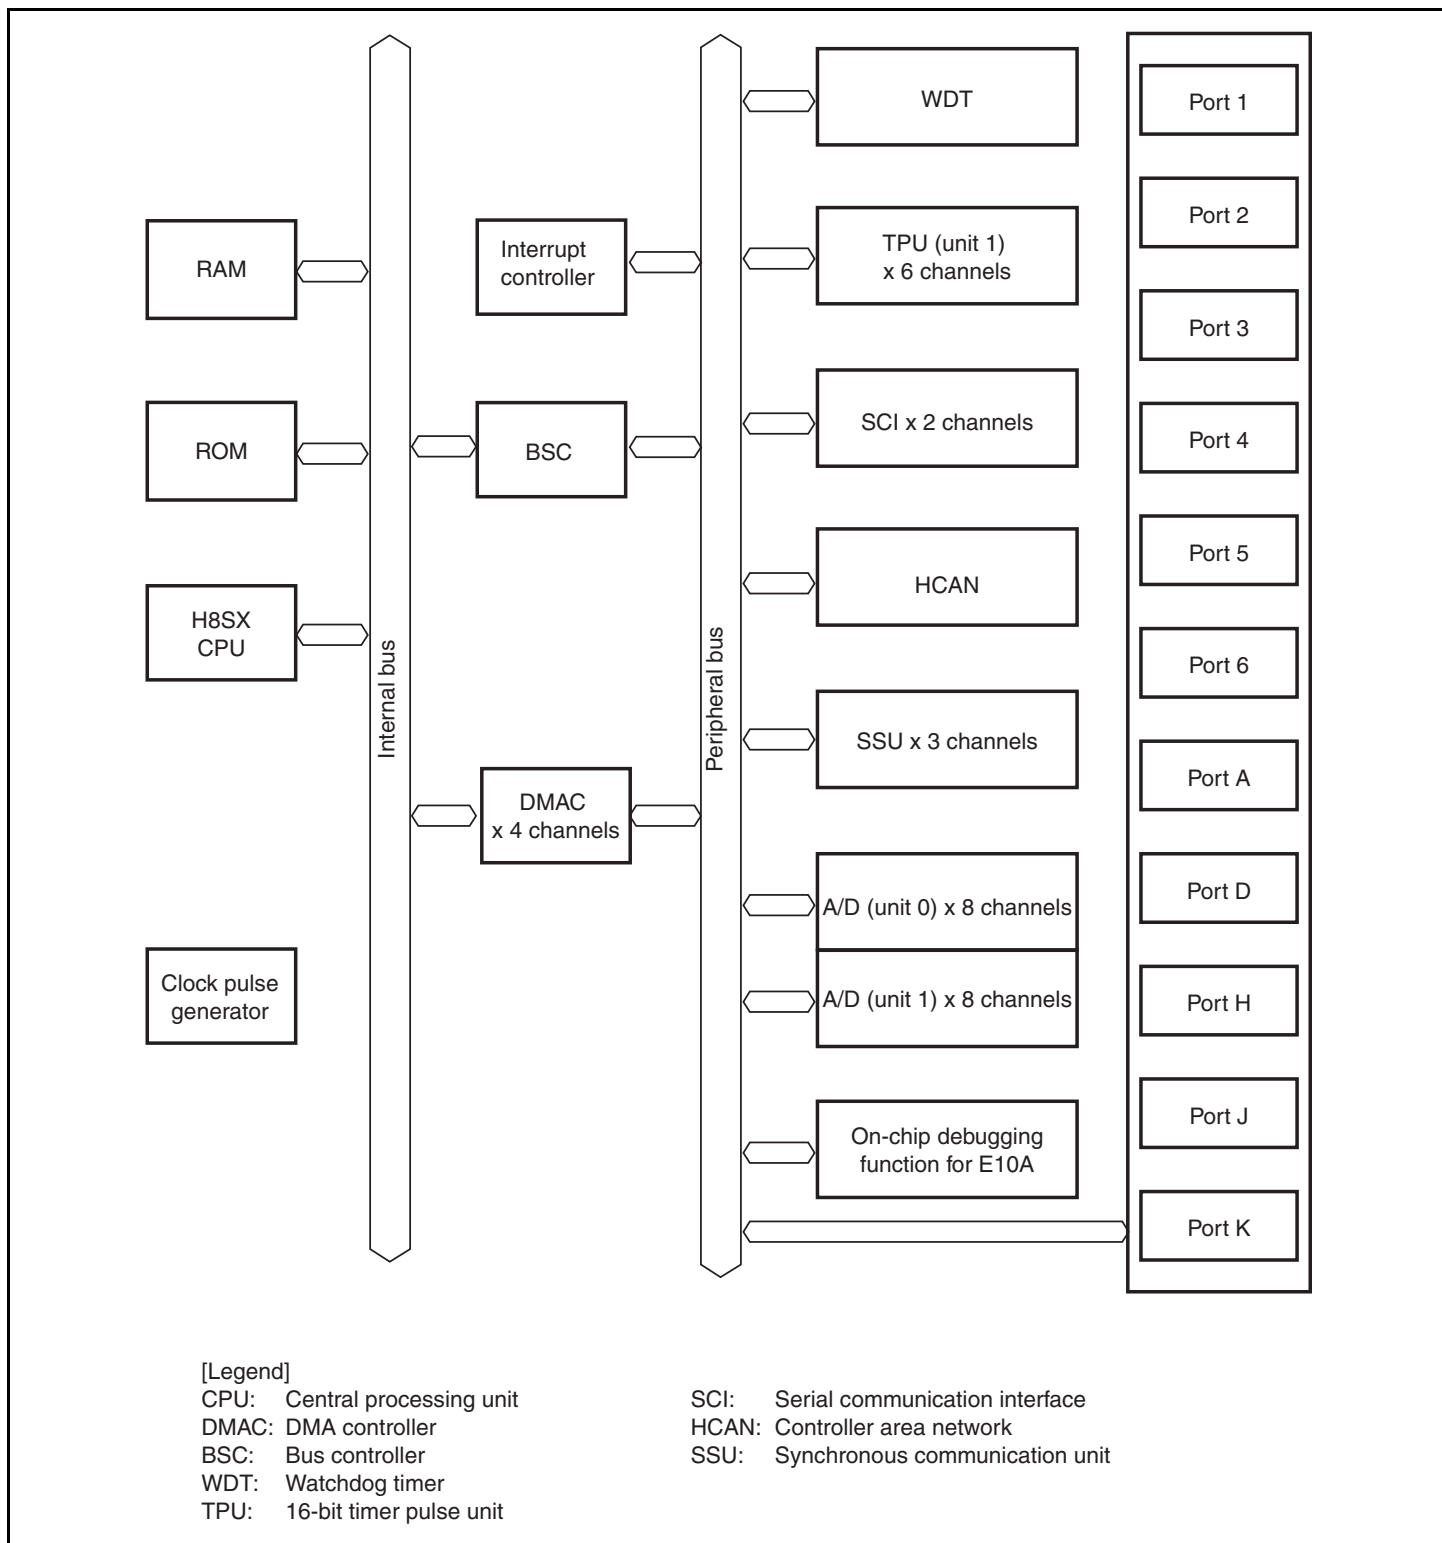 WDT
Port 1
Port 2
RAM
Interrupt
controller
TPU (unit 1)
x 6 channels
Port 3
ROM
BSC
SCI x 2 channels
Port 4
Port 5
H8SX
CPU
HCAN
Internal bus
Peripheral bus
Port 6
SSU x 3 channels
Port A
DMAC
x 4 channels
A/D (unit 0) x 8 channels
Port D
Clock pulse
generator
A/D (unit 1) x 8 channels
Port H
On-chip debugging
function for E10A
Port J
Port K
[Legend]
CPU: Central processing unit
DMAC: DMA controller
BSC: Bus controller
WDT: Watchdog timer
TPU: 16-bit timer pulse unit
SCI: Serial communication interface
HCAN: Controller area network
SSU: Synchronous communication unit